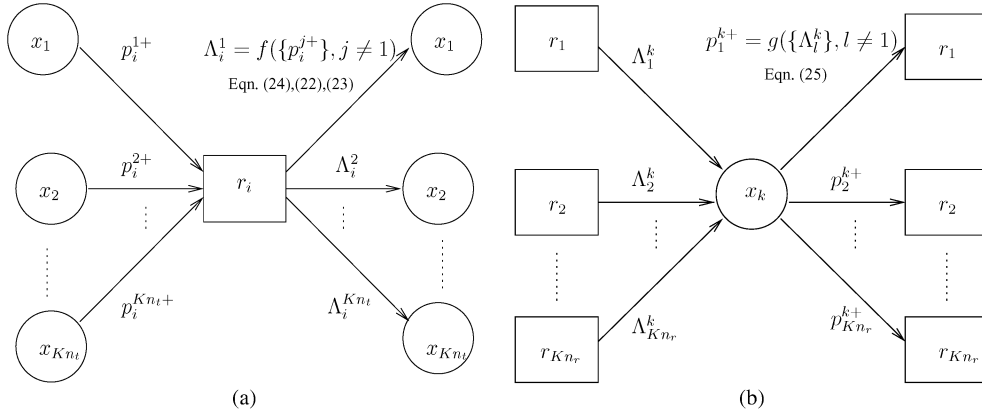 x_1
p_i^{1+}
Λ_i^1 = f({p_i^{j+}, j ≠ 1)
Eqn. (24),(22),(23)
x_1
x_2
p_i^{2+}
r_i
Λ_i^2
x_2
p_i^{Kn_t+}
Λ_i^{Kn_t}
x_{Kn_t}
x_{Kn_t}
(a)
r_1
Λ_1^k
p_1^{k+} = g({Λ_l^k}, l ≠ 1)
Eqn. (25)
r_1
r_2
Λ_2^k
x_k
p_2^{k+}
r_2
Λ_{Kn_r}^k
p_{Kn_r}^{k+}
r_{Kn_r}
r_{Kn_r}
(b)